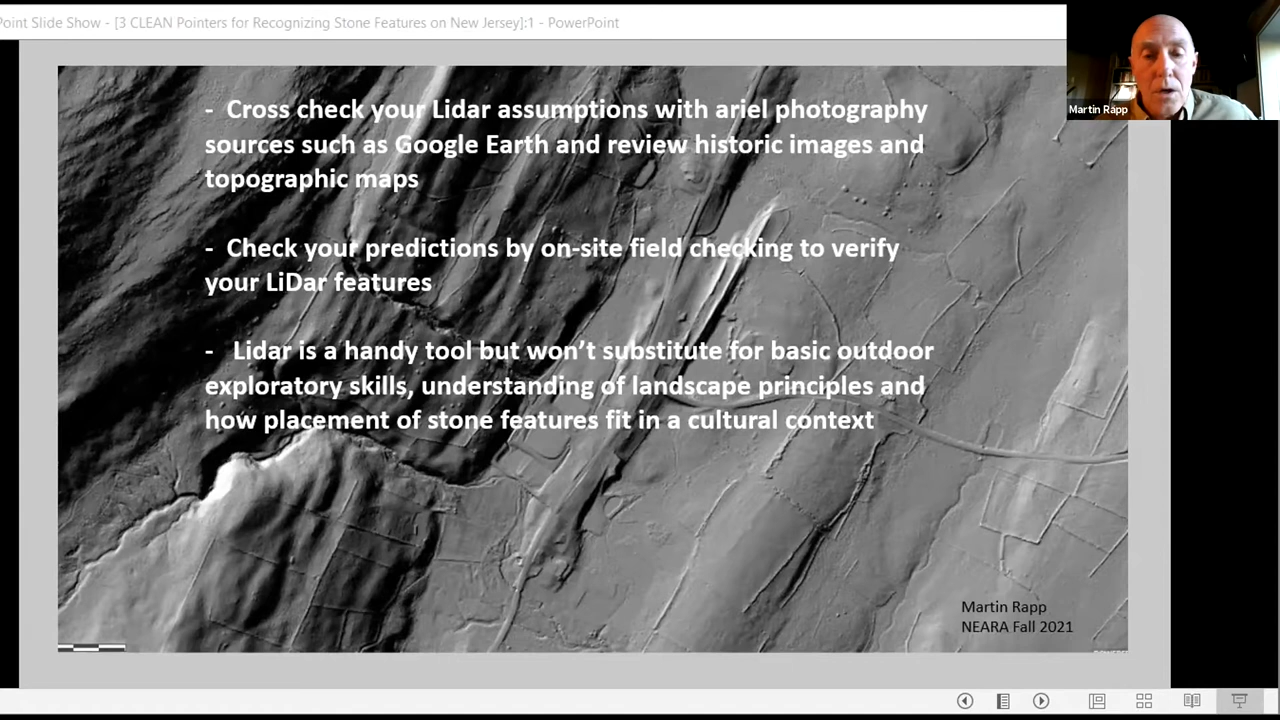 Point Slide Show - [3 CLEAN Pointers for Recognizing Stone Features on New Jersey]:1 - PowerPoint
Martin Rapp
- Cross check your Lidar assumptions with ariel photography
sources such as Google Earth and review historic images and
topographic maps
- Check your predictions by on-site field checking to verify
your LiDar features
- Lidar is a handy tool but won’t substitute for basic outdoor
exploratory skills, understanding of landscape principles and
how placement of stone features fit in a cultural context
Martin Rapp
NEARA Fall 2021